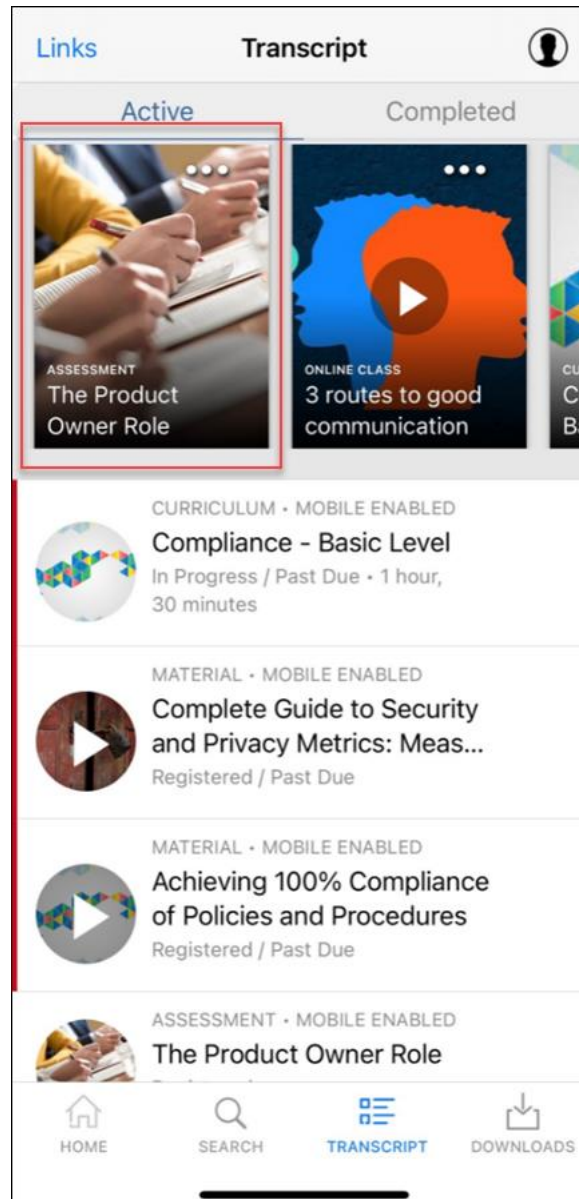 Links
Transcript
Active
Completed
ASSESSMENT
The Product
Owner Role
ONLINE CLASS
3 routes to good
communication
CU
C
Ba
CURRICULUM • MOBILE ENABLED
Compliance - Basic Level
In Progress / Past Due • 1 hour,
30 minutes
MATERIAL • MOBILE ENABLED
Complete Guide to Security
and Privacy Metrics: Meas...
Registered / Past Due
MATERIAL • MOBILE ENABLED
Achieving 100% Compliance
of Policies and Procedures
Registered / Past Due
ASSESSMENT • MOBILE ENABLED
The Product Owner Role
HOME
SEARCH
TRANSCRIPT
DOWNLOADS